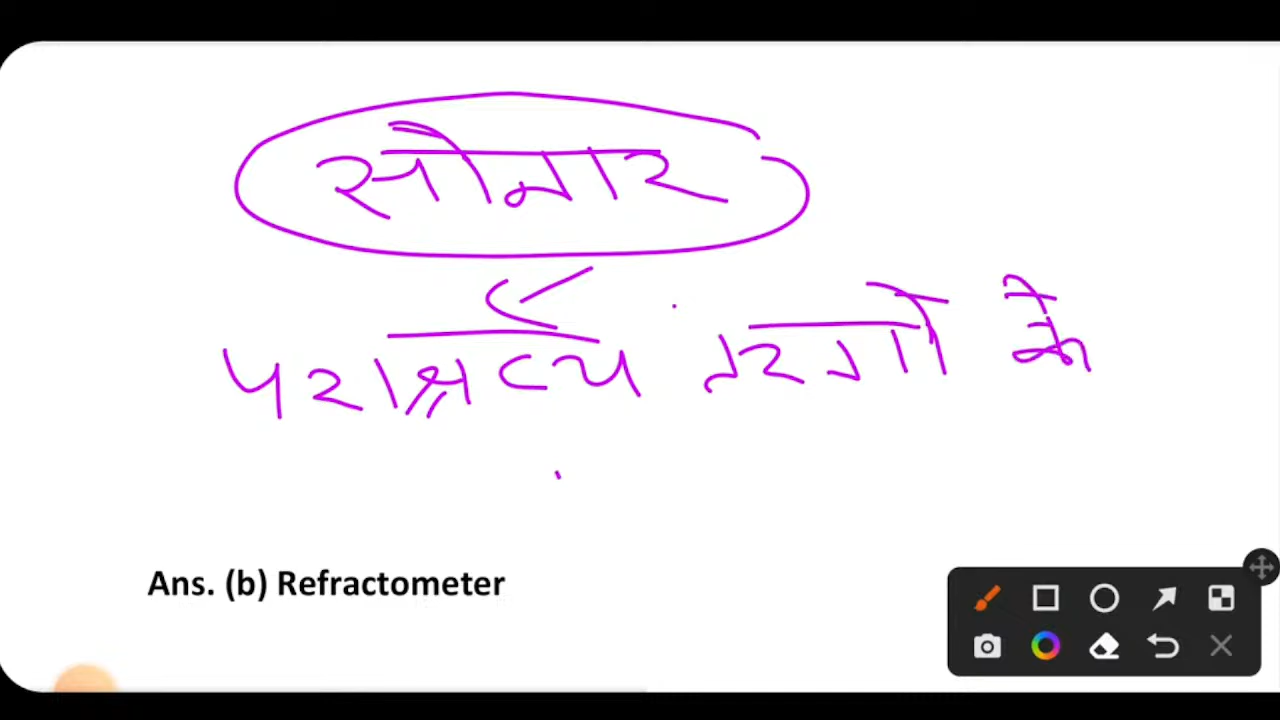 सोनार
पराश्रव्य तरंगों के
Ans. (b) Refractometer